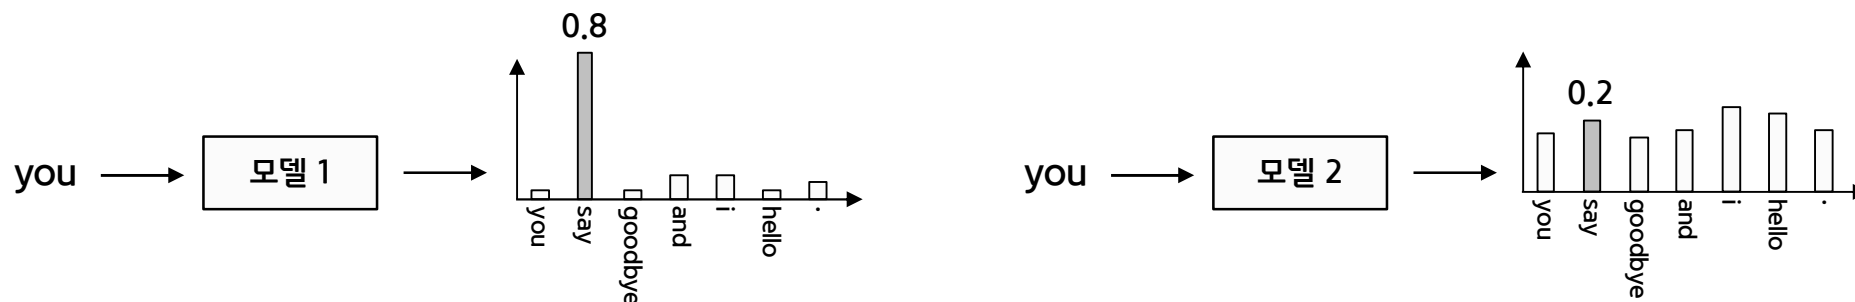 0.8
you
모델 1
you
say
goodbye
and
i
hello
.
0.2
you
모델 2
you
say
goodbye
and
i
hello
.